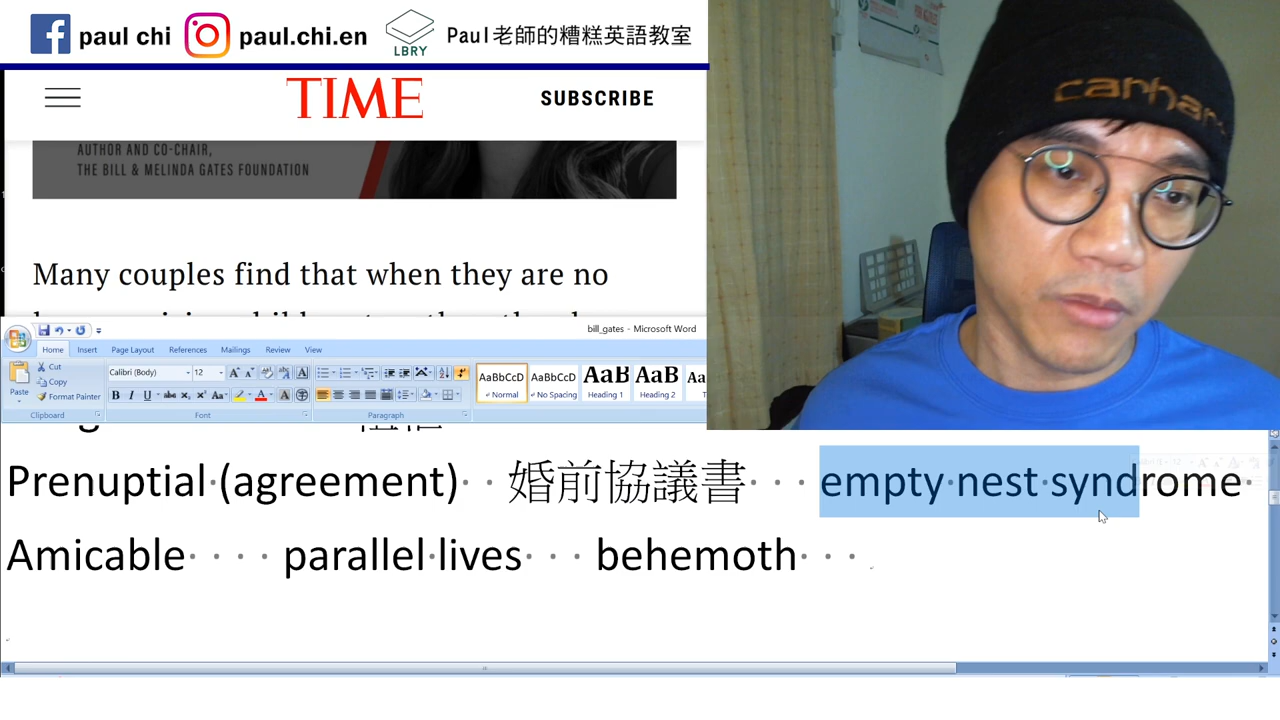 paul chi paul.chi.en LBRY Paul老師的糟糕英語教室
TIME SUBSCRIBE
AUTHOR AND CO-CHAIR,
THE BILL & MELINDA GATES FOUNDATION
Many couples find that when they are no
bill_gates - Microsoft Word
Home Insert Page Layout References Mailings Review View
Paste Cut Copy Format Painter
Calibri (Body) 12
AaBbCcD AaBbCcD AaBb AaBb
Normal No Spacing Heading 1 Heading 2
Clipboard Font Paragraph
Prenuptial (agreement) 婚前協議書 empty nest syndrome
Amicable parallel lives behemoth
carhar